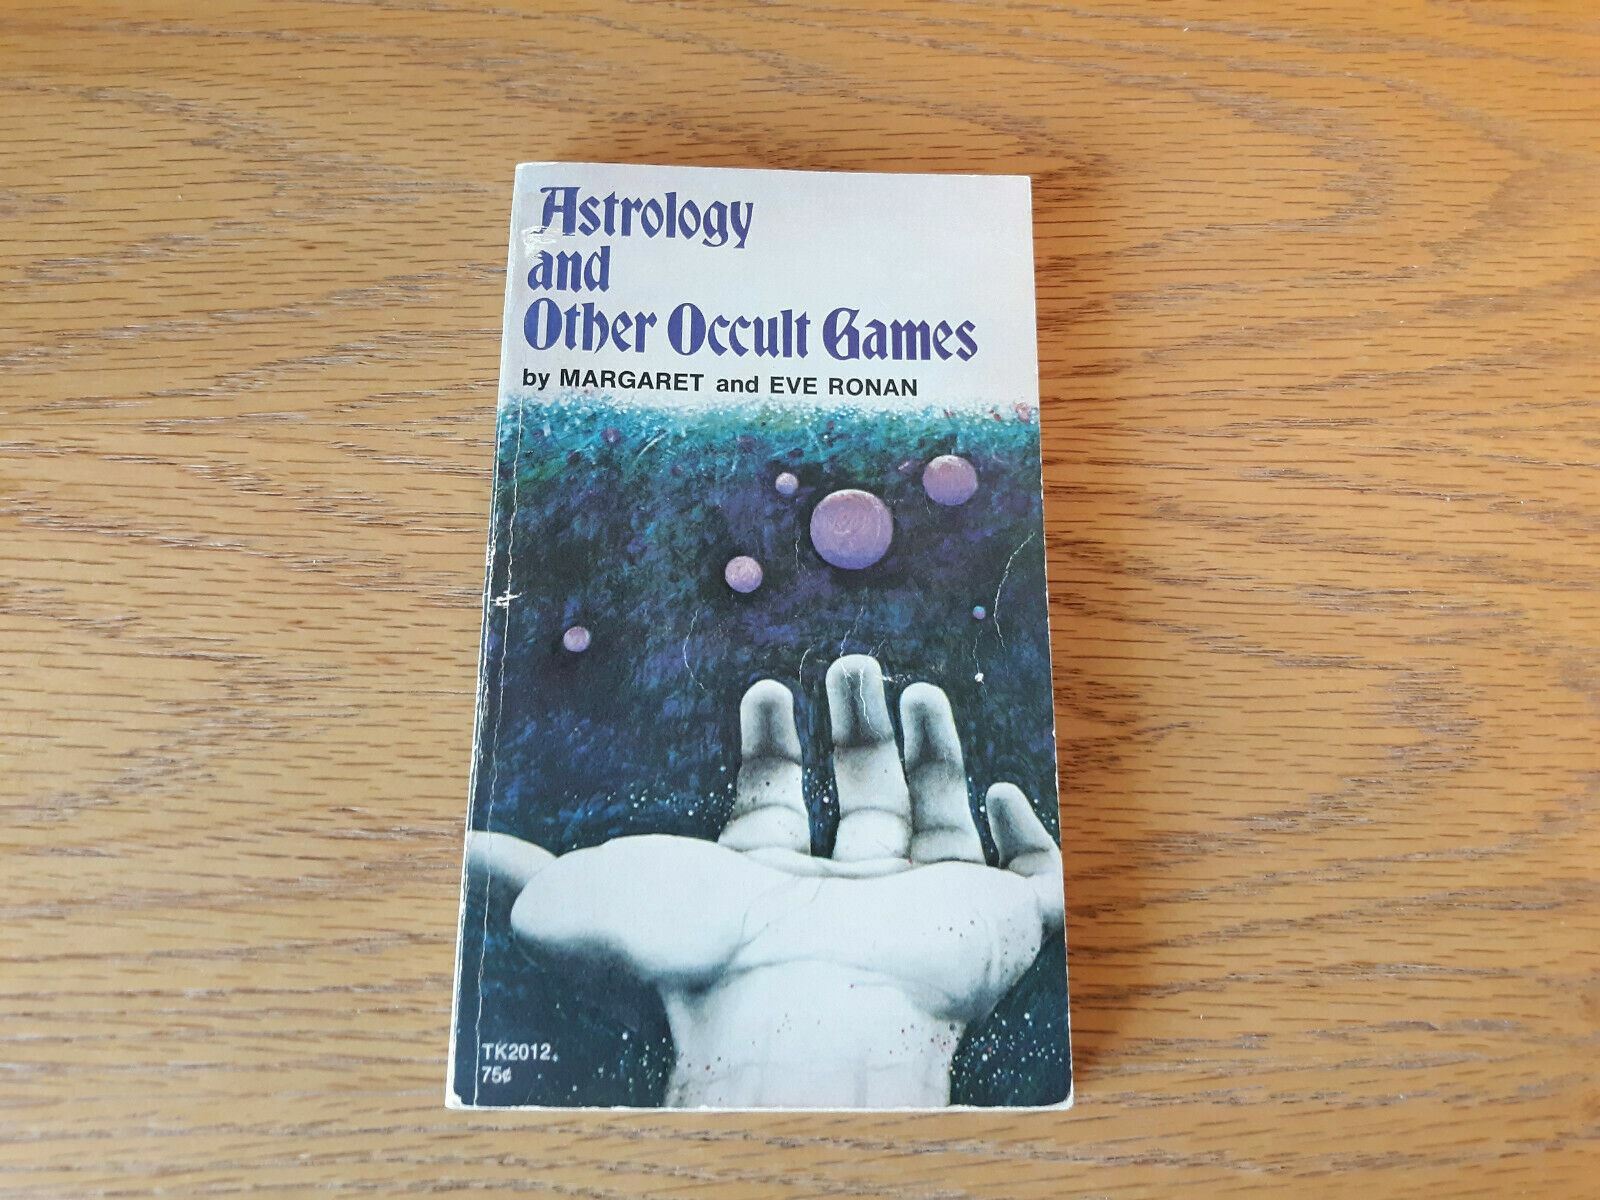 Astrology
and
Other Occult Games
by MARGARET and EVE RONAN
TK2012
75¢